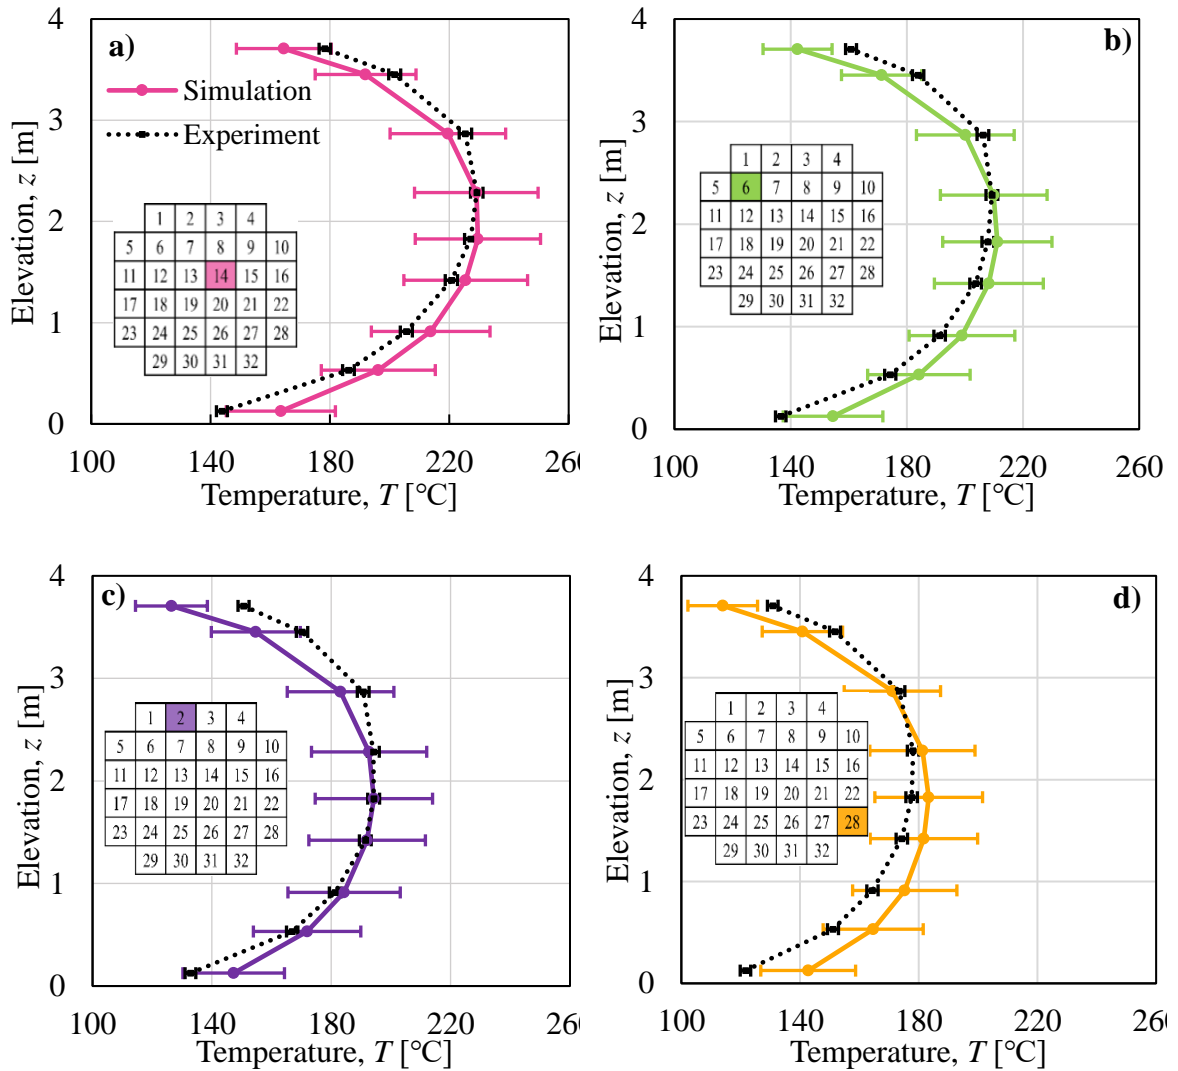 a)
Simulation
Experiment
4
3
2
1
0
Elevation, z [m]
1 2 3 4
5 6 7 8 9 10
11 12 13 14 15 16
17 18 19 20 21 22
23 24 25 26 27 28
29 30 31 32
100 140 180 220 260
Temperature, T [°C]
b)
4
3
2
1
0
Elevation, z [m]
1 2 3 4
5 6 7 8 9 10
11 12 13 14 15 16
17 18 19 20 21 22
23 24 25 26 27 28
29 30 31 32
100 140 180 220 260
Temperature, T [°C]
c)
4
3
2
1
0
Elevation, z [m]
1 2 3 4
5 6 7 8 9 10
11 12 13 14 15 16
17 18 19 20 21 22
23 24 25 26 27 28
29 30 31 32
100 140 180 220 260
Temperature, T [°C]
d)
4
3
2
1
0
Elevation, z [m]
1 2 3 4
5 6 7 8 9 10
11 12 13 14 15 16
17 18 19 20 21 22
23 24 25 26 27 28
29 30 31 32
100 140 180 220 260
Temperature, T [°C]